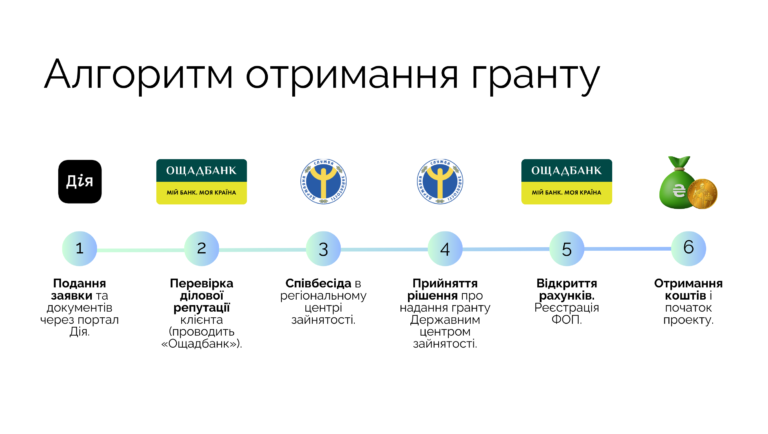 Алгоритм отримання гранту
Дія
ОЩАДБАНК
МІЙ БАНК. МОЯ КРАЇНА
ОЩАДБАНК
МІЙ БАНК. МОЯ КРАЇНА
₴
1
2
3
4
5
6
Подання
заявки та
документів
через портал
Дія.
Перевірка
ділової
репутації
клієнта
(проводить
«Ощадбанк»).
Співбесіда в
регіональному
центрі
зайнятості.
Прийняття
рішення про
надання гранту
Державним
центром
зайнятості.
Відкриття
рахунків.
Реєстрація
ФОП.
Отримання
коштів і
початок
проекту.